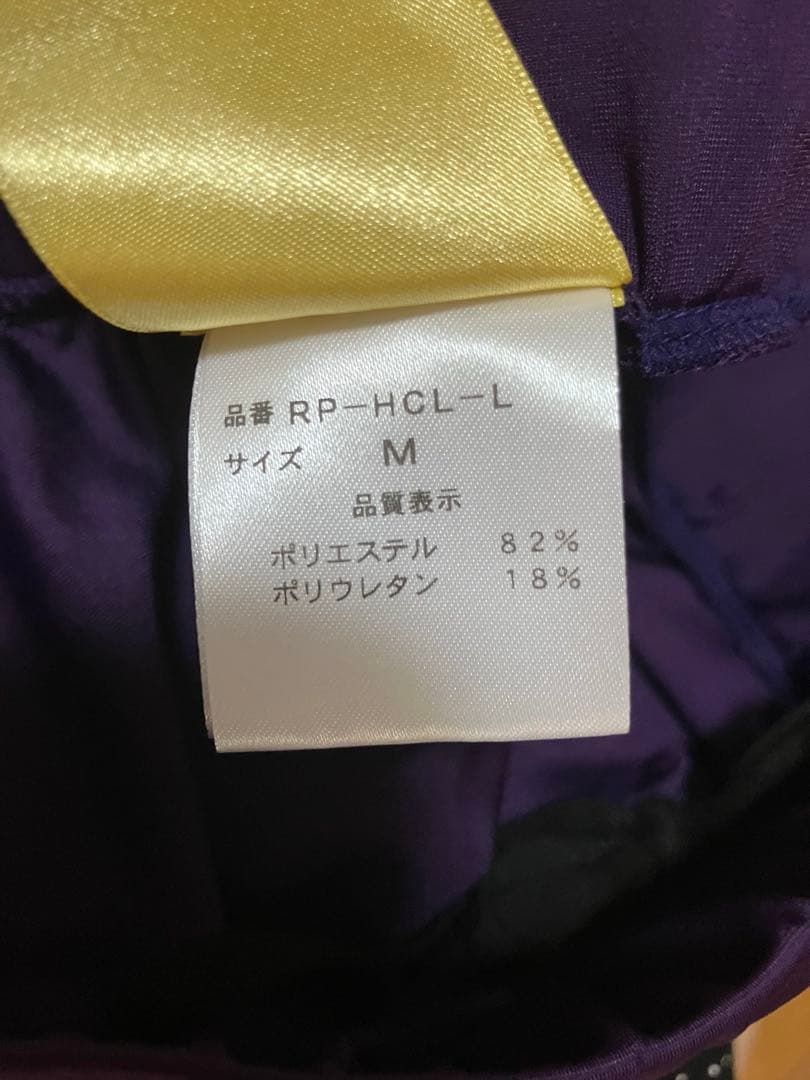 品番 RP-HCL-L
サイズ M
品質表示
ポリエステル 82%
ポリウレタン 18%